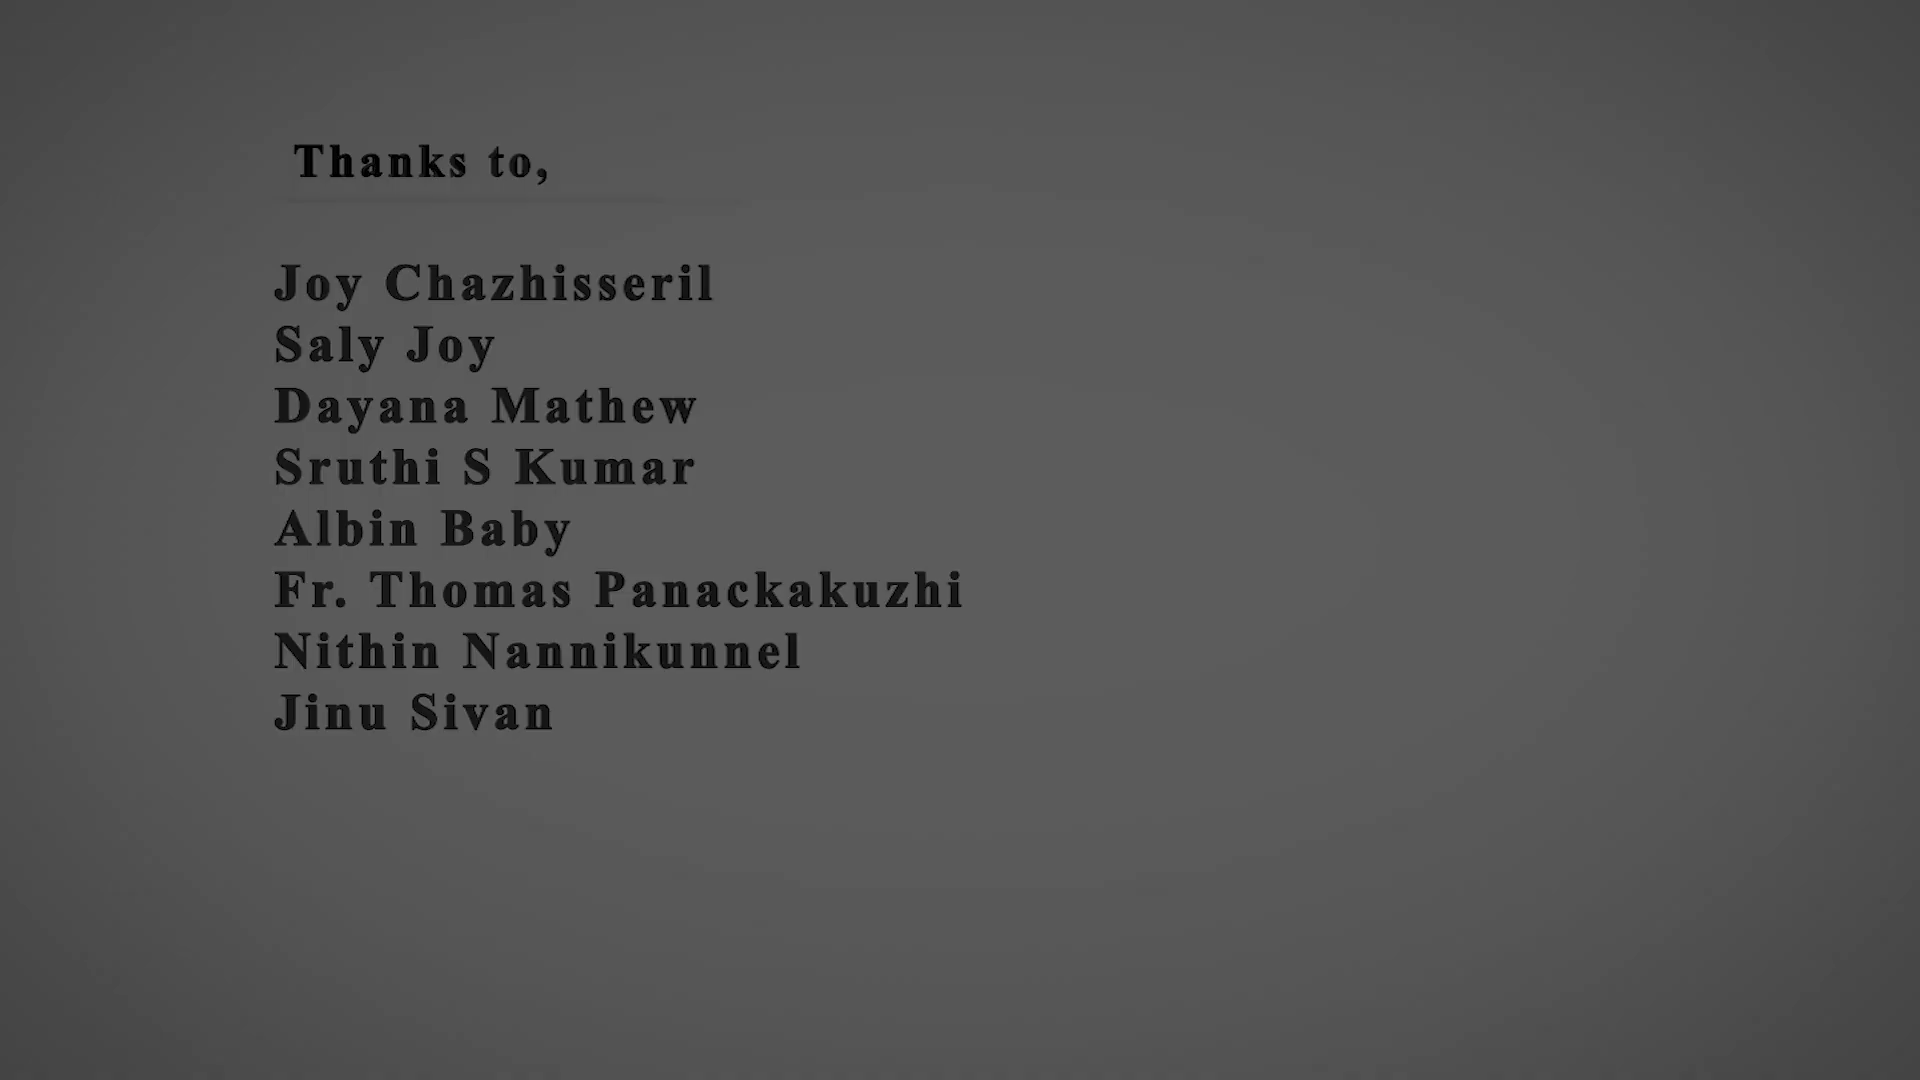 Thanks to,
Joy Chazhisseril
Saly Joy
Dayana Mathew
Sruthi S Kumar
Albin Baby
Fr. Thomas Panackakuzhi
Nithin Nannikunnel
Jinu Sivan